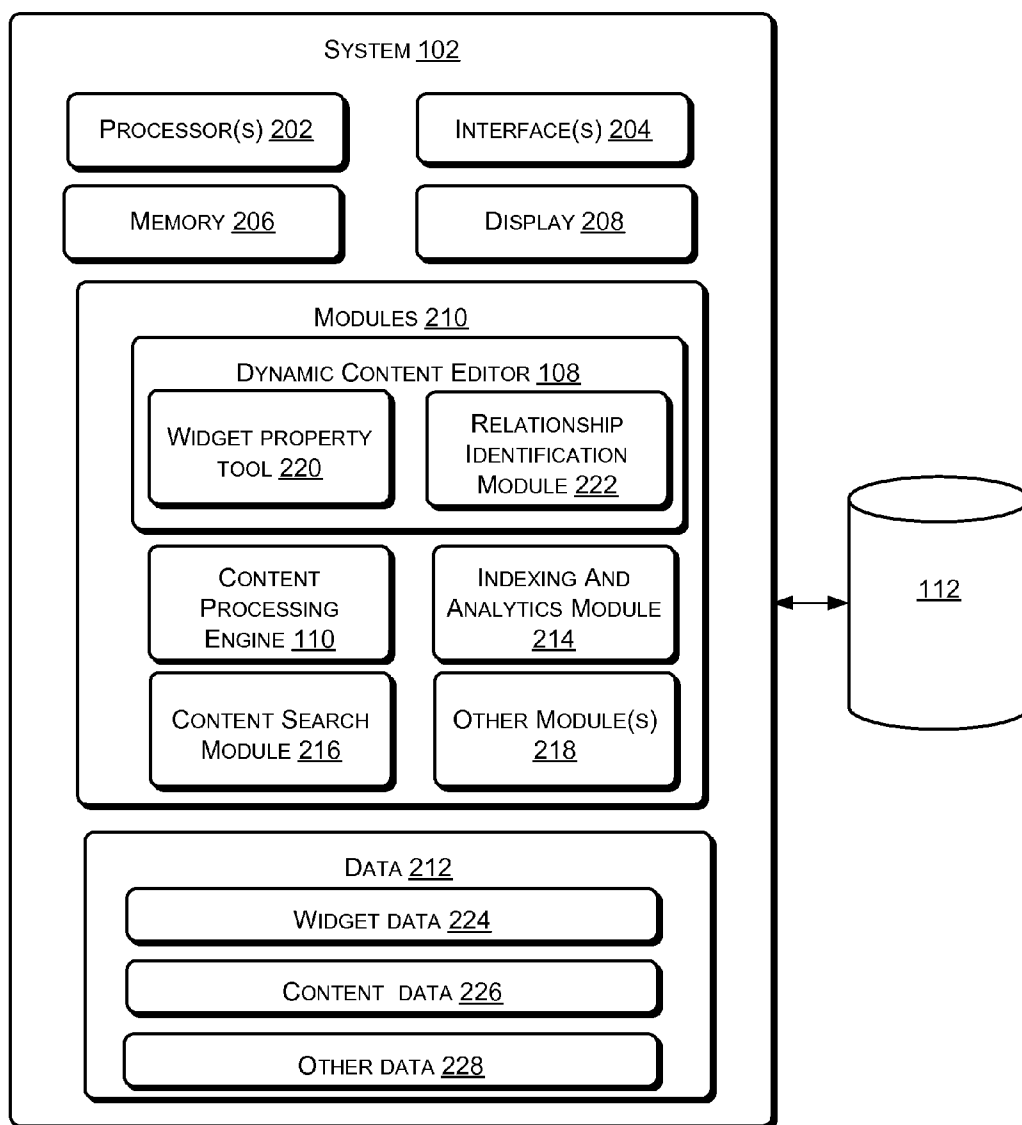 SYSTEM 102
PROCESSOR(S) 202
INTERFACE(S) 204
MEMORY 206
DISPLAY 208
MODULES 210
DYNAMIC CONTENT EDITOR 108
WIDGET PROPERTY
TOOL 220
RELATIONSHIP
IDENTIFICATION
MODULE 222
CONTENT
PROCESSING
ENGINE 110
INDEXING AND
ANALYTICS MODULE
214
CONTENT SEARCH
MODULE 216
OTHER MODULE(S)
218
112
DATA 212
WIDGET DATA 224
CONTENT DATA 226
OTHER DATA 228